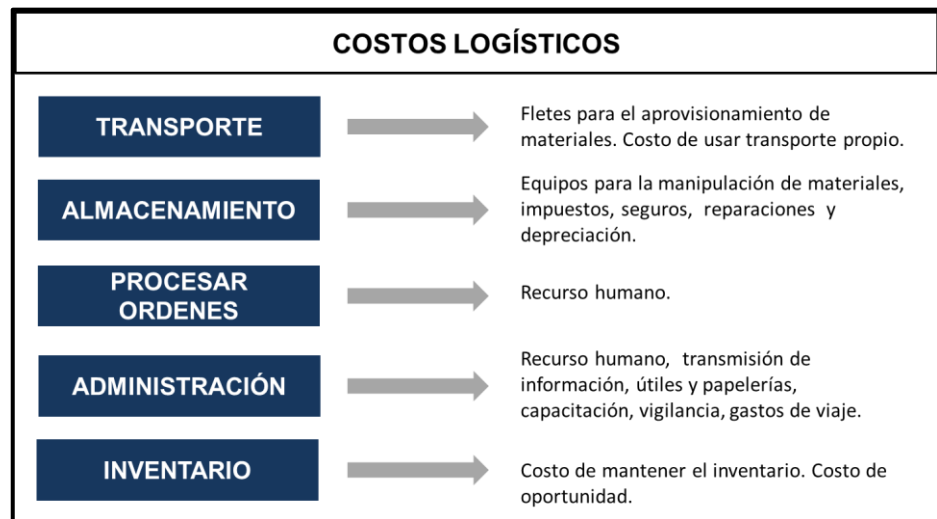 COSTOS LOGÍSTICOS
TRANSPORTE
Fletes para el aprovisionamiento de
materiales. Costo de usar transporte propio.
ALMACENAMIENTO
Equipos para la manipulación de materiales,
impuestos, seguros, reparaciones y
depreciación.
PROCESAR
ORDENES
Recurso humano.
ADMINISTRACIÓN
Recurso humano, transmisión de
información, útiles y papelerías,
capacitación, vigilancia, gastos de viaje.
INVENTARIO
Costo de mantener el inventario. Costo de
oportunidad.